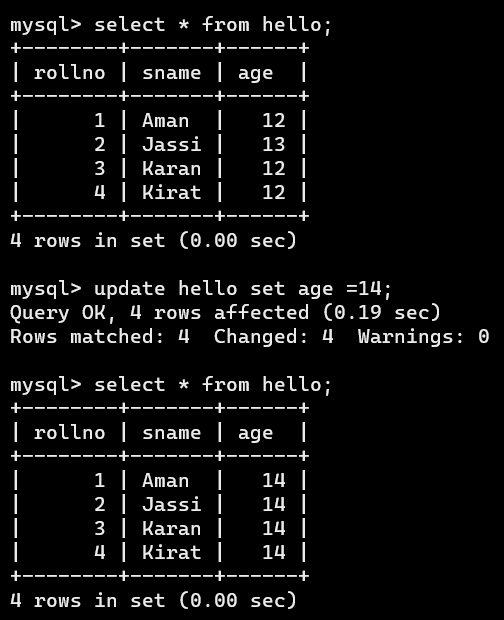 mysql> select * from hello;
+--------+-------+------+
| rollno | sname | age  |
+--------+-------+------+
|      1 | Aman  |   12 |
|      2 | Jassi |   13 |
|      3 | Karan |   12 |
|      4 | Kirat |   12 |
+--------+-------+------+
4 rows in set (0.00 sec)

mysql> update hello set age =14;
Query OK, 4 rows affected (0.19 sec)
Rows matched: 4  Changed: 4  Warnings: 0

mysql> select * from hello;
+--------+-------+------+
| rollno | sname | age  |
+--------+-------+------+
|      1 | Aman  |   14 |
|      2 | Jassi |   14 |
|      3 | Karan |   14 |
|      4 | Kirat |   14 |
+--------+-------+------+
4 rows in set (0.00 sec)